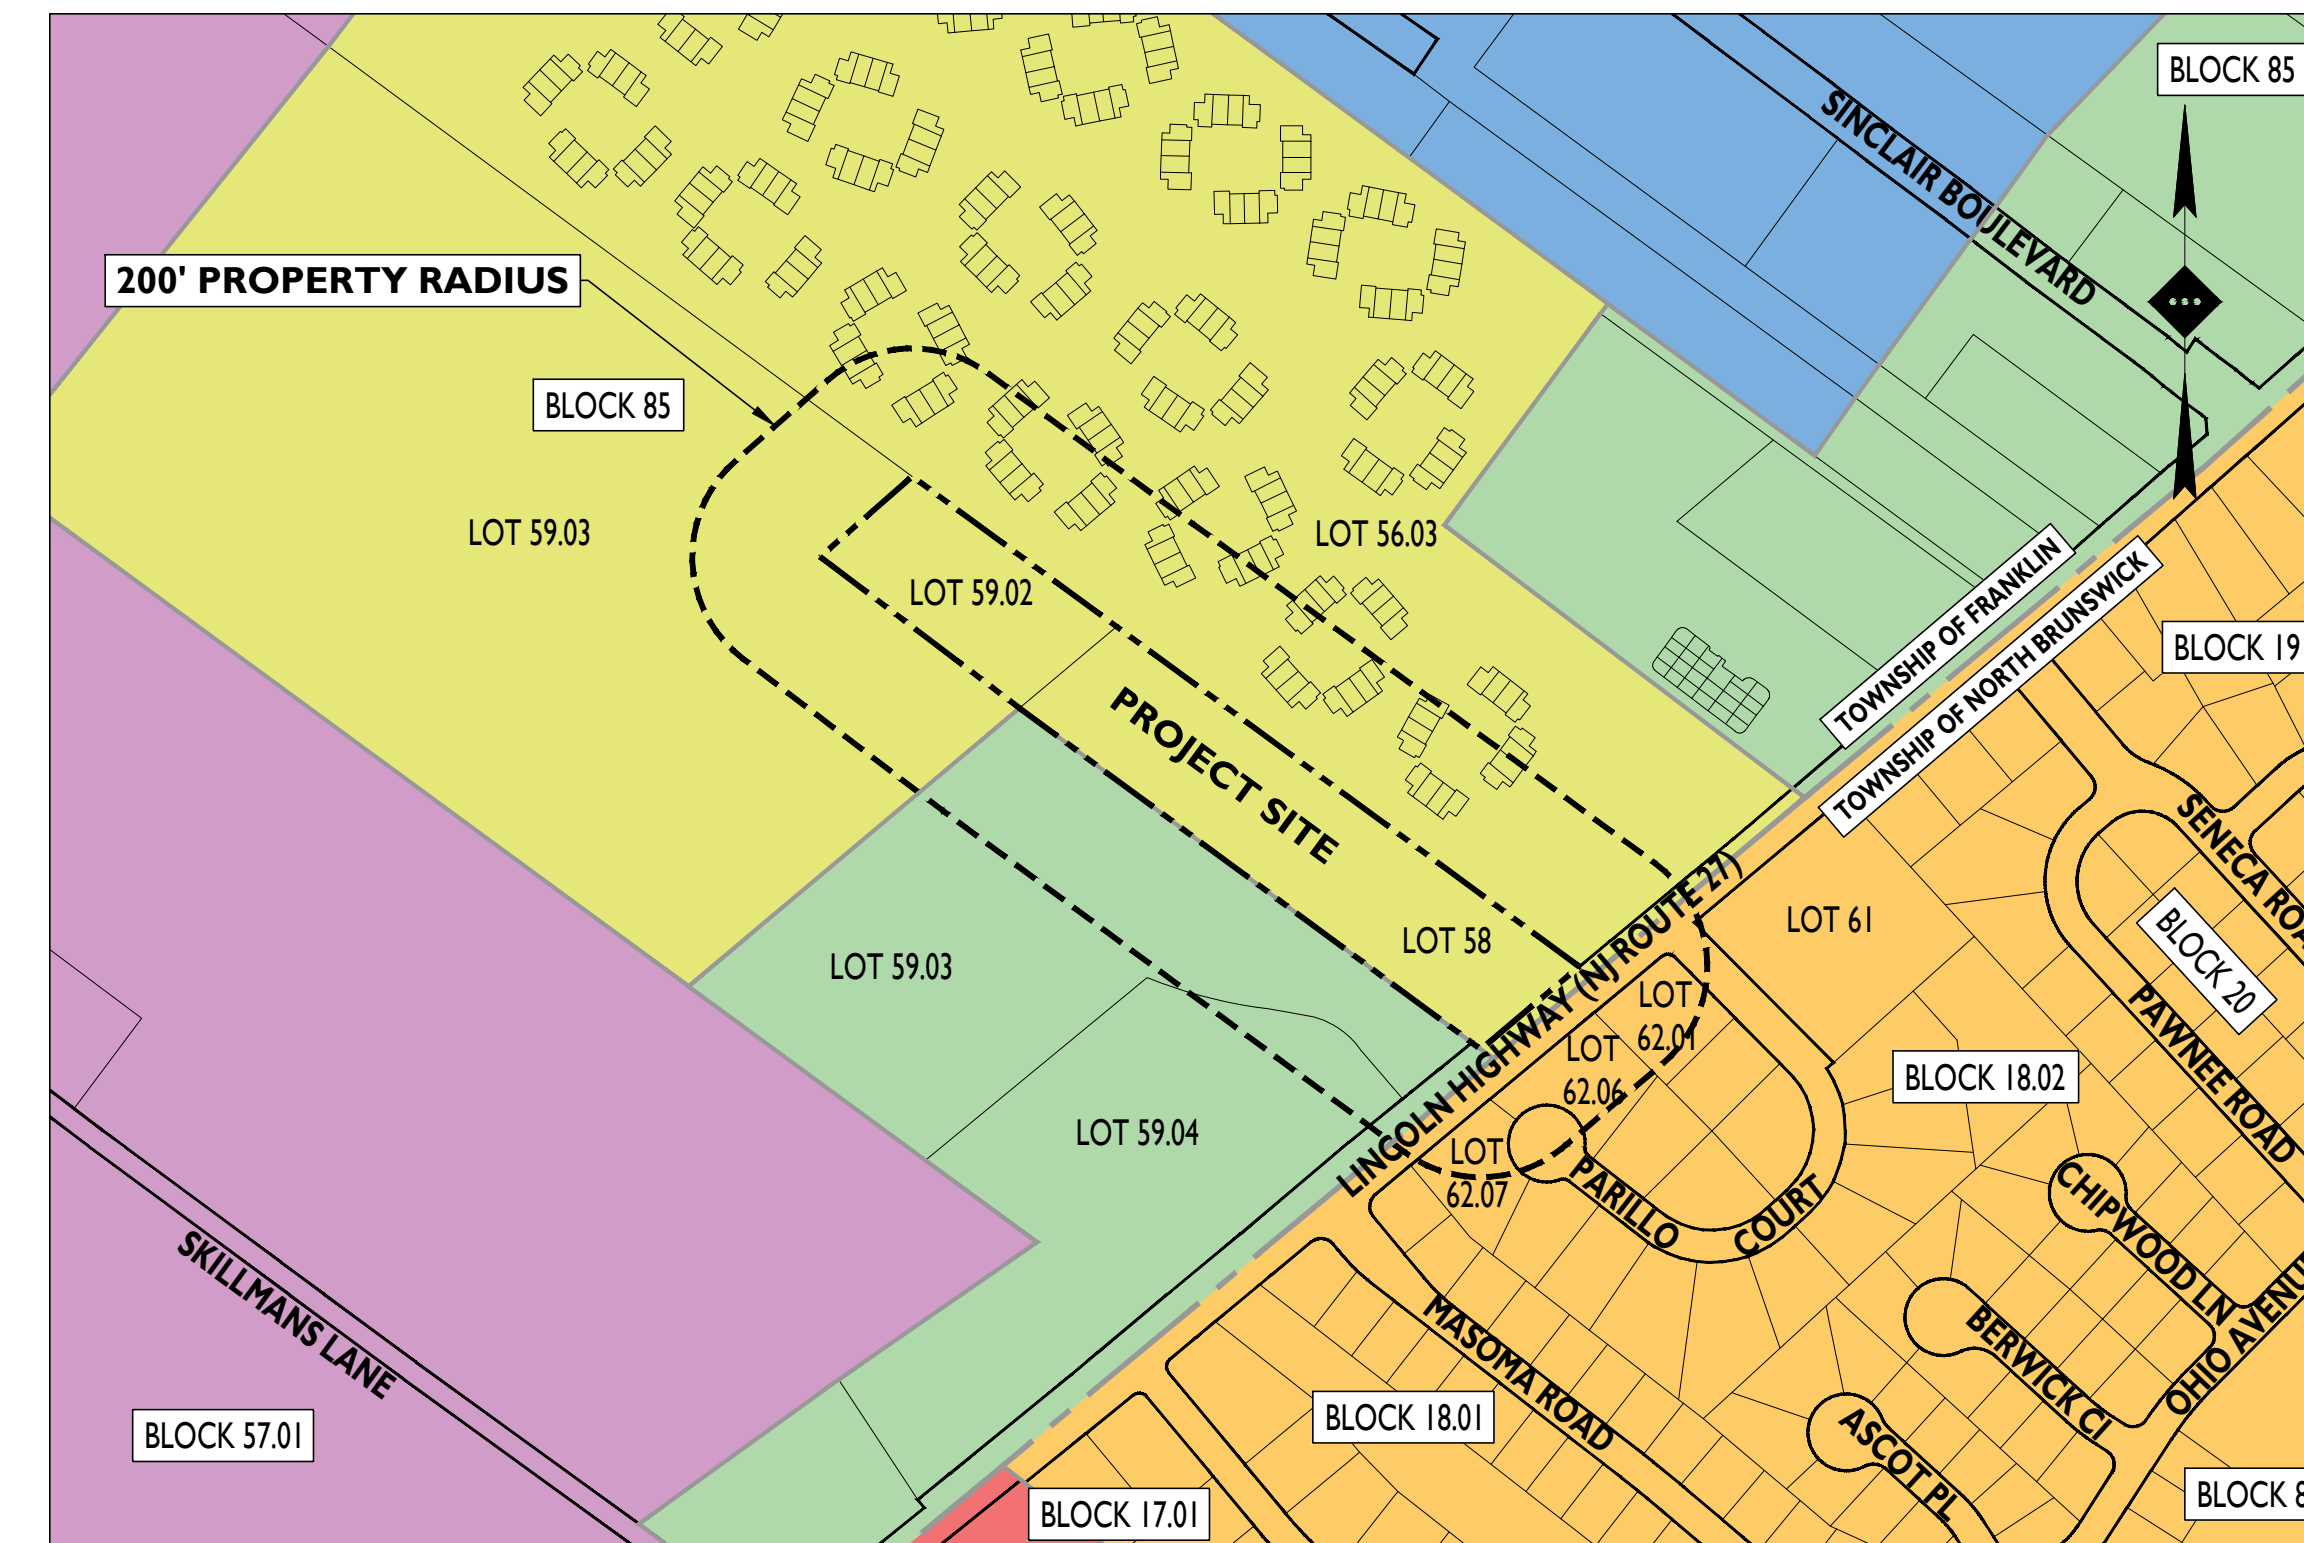 BLOCK 85
SINCLAIR BOULEVARD
200' PROPERTY RADIUS
BLOCK 85
LOT 59.03
LOT 56.03
LOT 59.02
TOWNSHIP OF FRANKLIN
TOWNSHIP OF NORTH BRUNSWICK
BLOCK 19
PROJECT SITE
SENECA ROA
LOT 61
LOT 58
LINCOLN HIGHWAY (NJ ROUTE 27)
BLOCK 20
LOT 59.03
LOT
62.01
LOT
62.06
PAWNEE ROAD
BLOCK 18.02
LOT 59.04
LOT
62.07
PARILLO
COURT
CHIPWOOD LN
SKILLMANS LANE
MASOMA ROAD
BERWICK CI
OHIO AVENU
BLOCK 57.01
BLOCK 18.01
ASCOT PL
BLOCK 17.01
BLOCK 8